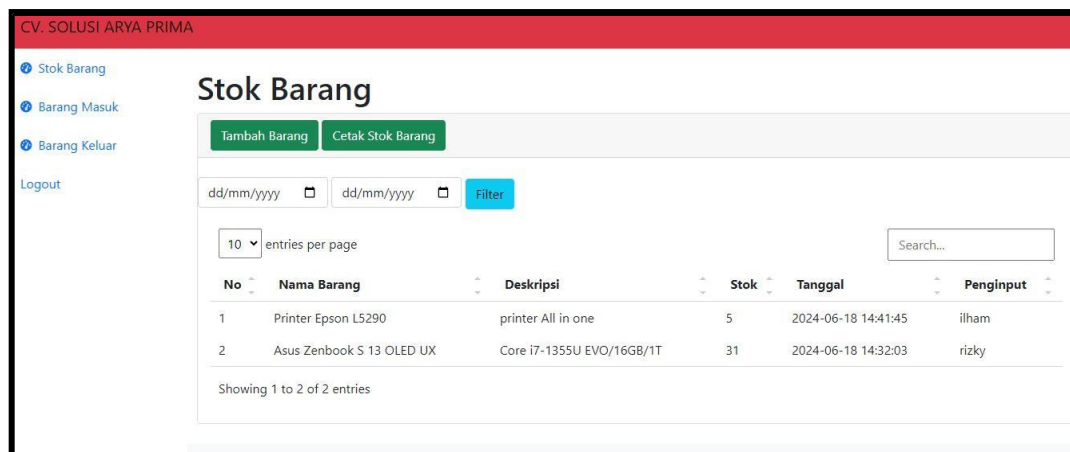 CV. SOLUSI ARYA PRIMA
Stok Barang
Barang Masuk
Barang Keluar
Logout
Stok Barang
Tambah Barang Cetak Stok Barang
dd/mm/yyyy dd/mm/yyyy Filter
10 entries per page Search...
No Nama Barang Deskripsi Stok Tanggal Penginput
1 Printer Epson L5290 printer All in one 5 2024-06-18 14:41:45 ilham
2 Asus Zenbook S 13 OLED UX Core i7-1355U EVO/16GB/1T 31 2024-06-18 14:32:03 rizky
Showing 1 to 2 of 2 entries